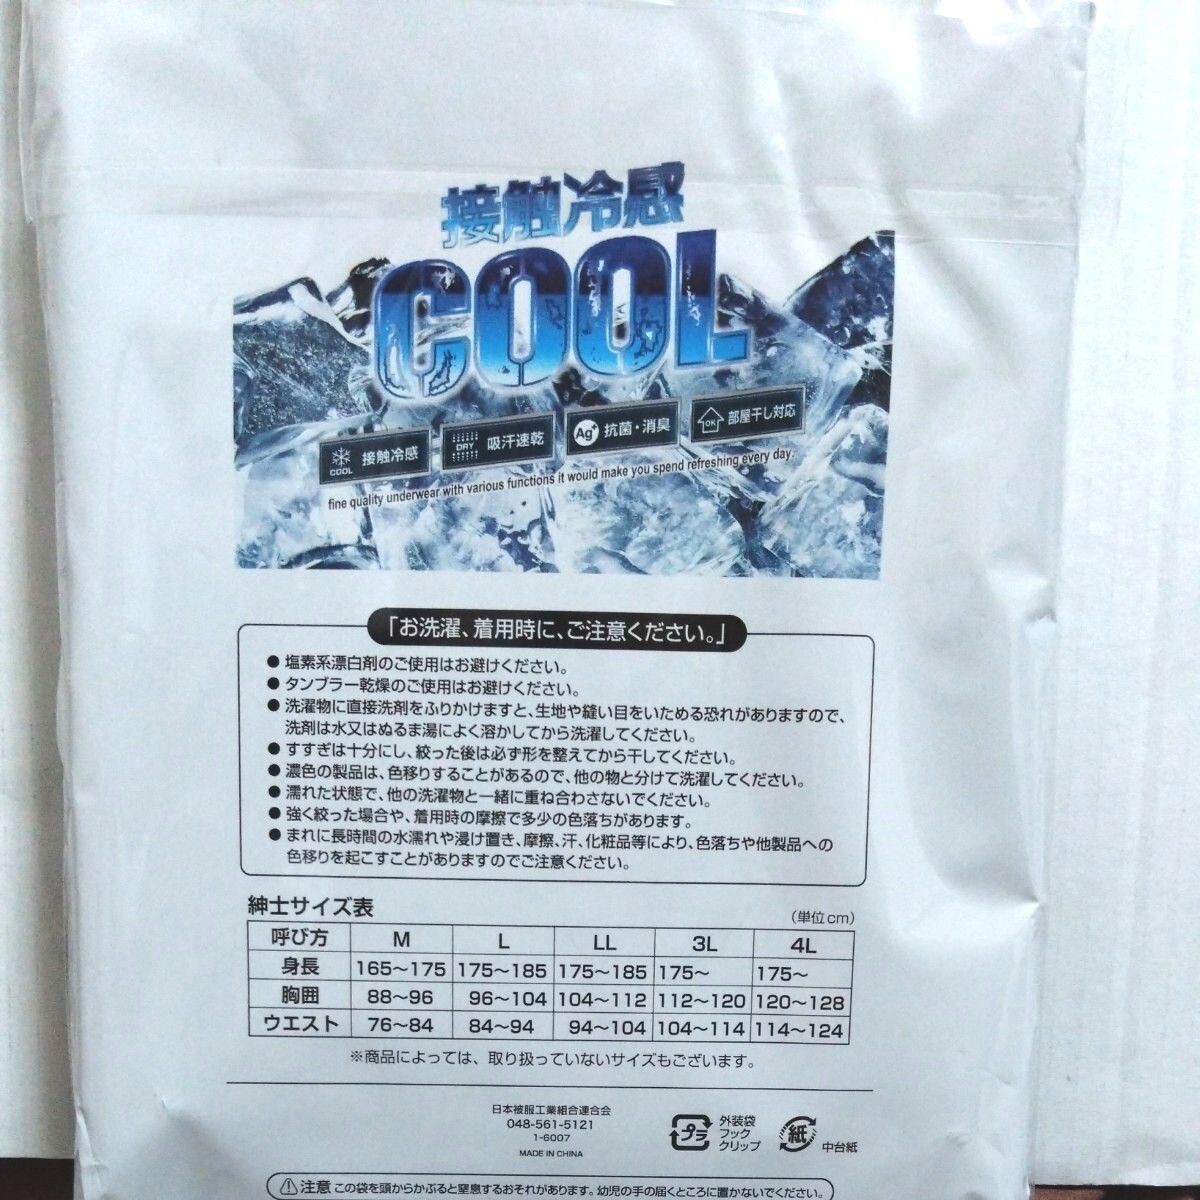 接触冷感
COOL
COOL 接触冷感
DRY 吸汗速乾
Ag+ 抗菌・消臭
OK 部屋干し対応
fine quality underwear with various functions it would make you spend refreshing every day.
「お洗濯、着用時に、ご注意ください。」
● 塩素系漂白剤のご使用はお避けください。
● タンブラー乾燥のご使用はお避けください。
● 洗濯物に直接洗剤をふりかけますと、生地や縫い目をいためる恐れがありますので、
洗剤は水又はぬるま湯によく溶かしてから洗濯してください。
● すすぎは十分にし、絞った後は必ず形を整えてから干してください。
● 濃色の製品は、色移りすることがあるので、他の物と分けて洗濯してください。
● 濡れた状態で、他の洗濯物と一緒に重ね合わさないでください。
● 強く絞った場合や、着用時の摩擦で多少の色落ちがあります。
● まれに長時間の水濡れや浸け置き、摩擦、汗、化粧品等により、色落ちや他製品への
色移りを起こすことがありますのでご注意ください。
紳士サイズ表
（単位cm）
呼び方 M L LL 3L 4L
身長 165〜175 175〜185 175〜185 175〜 175〜
胸囲 88〜96 96〜104 104〜112 112〜120 120〜128
ウエスト 76〜84 84〜94 94〜104 104〜114 114〜124
※商品によっては、取り扱っていないサイズもございます。
日本被服工業組合連合会
048-561-5121
1-6007
MADE IN CHINA
プラ
外装袋
フック
クリップ
紙
中台紙
⚠注意 この袋を頭からかぶると窒息するおそれがあります。幼児の手の届くところに置かないでください。